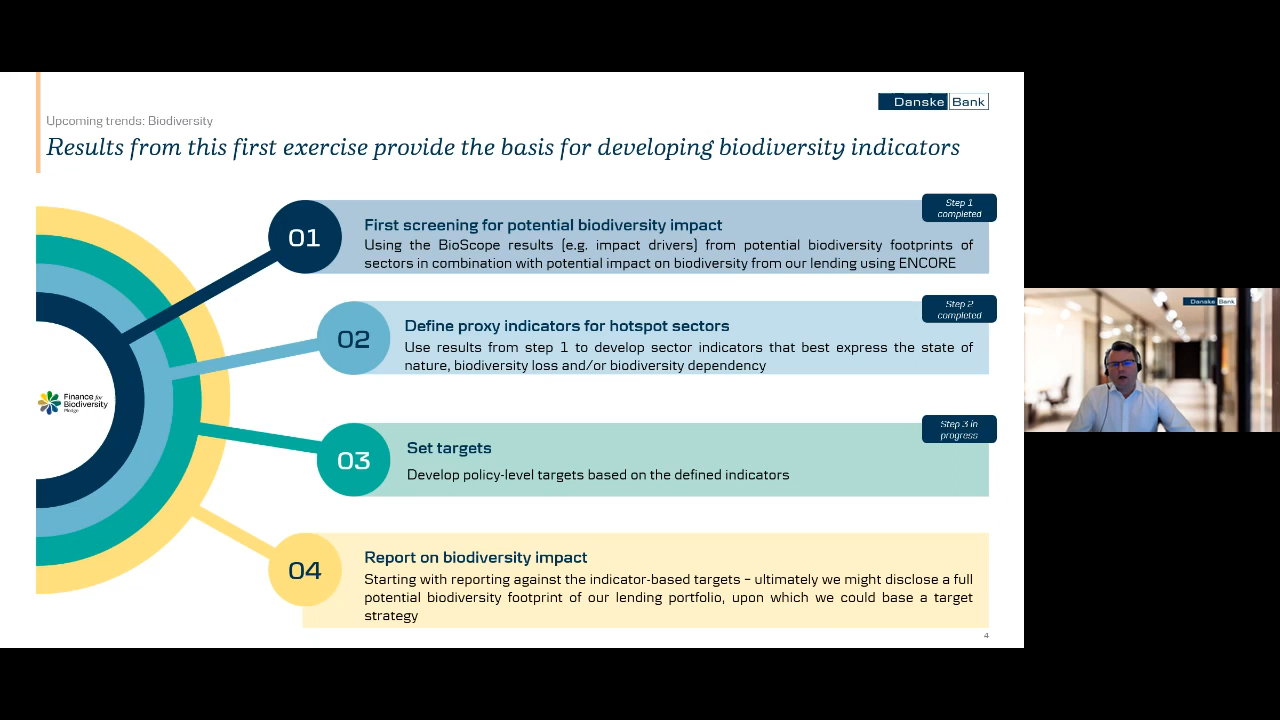 Danske Bank
Upcoming trends: Biodiversity
Results from this first exercise provide the basis for developing biodiversity indicators
Step 1
completed
01
First screening for potential biodiversity impact
Using the BioScope results (e.g. impact drivers) from potential biodiversity footprints of
sectors in combination with potential impact on biodiversity from our lending using ENCORE
Step 2
completed
02
Define proxy indicators for hotspot sectors
Use results from step 1 to develop sector indicators that best express the state of
nature, biodiversity loss and/or biodiversity dependency
Danske Bank
Finance for
Biodiversity
Pledge
Step 3 in
progress
03
Set targets
Develop policy-level targets based on the defined indicators
04
Report on biodiversity impact
Starting with reporting against the indicator-based targets – ultimately we might disclose a full
potential biodiversity footprint of our lending portfolio, upon which we could base a target
strategy
4